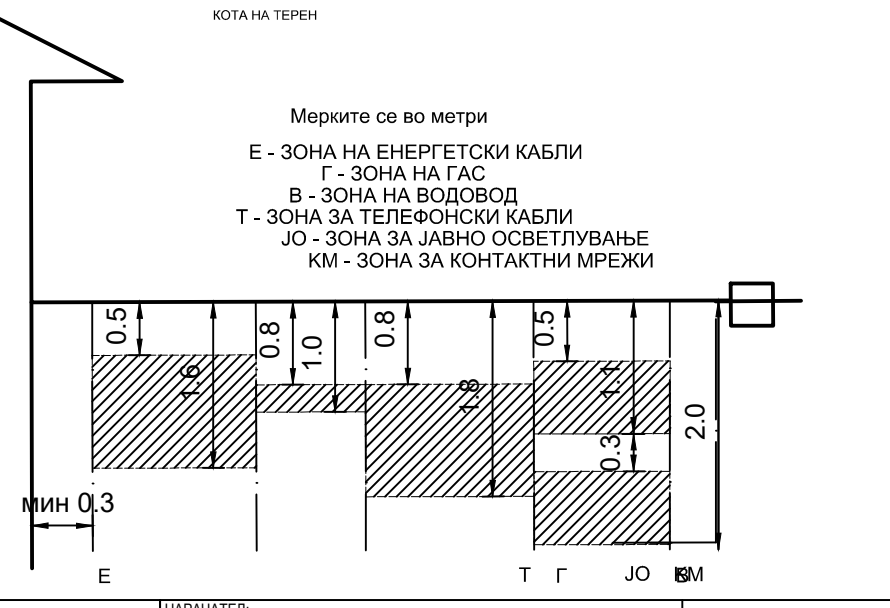 КОТА НА ТЕРЕН
Мерките се во метри
Е - ЗОНА НА ЕНЕРГЕТСКИ КАБЛИ
Г - ЗОНА НА ГАС
В - ЗОНА НА ВОДОВОД
Т - ЗОНА ЗА ТЕЛЕФОНСКИ КАБЛИ
ЈО - ЗОНА ЗА ЈАВНО ОСВЕТЛУВАЊЕ
КМ - ЗОНА ЗА КОНТАКТНИ МРЕЖИ
0.5
1.6
0.8
1.0
0.8
1.8
0.5
1.1
0.3
2.0
мин 0.3
Е
Т Г ЈО КМ
НАРАЧАТЕЛ: